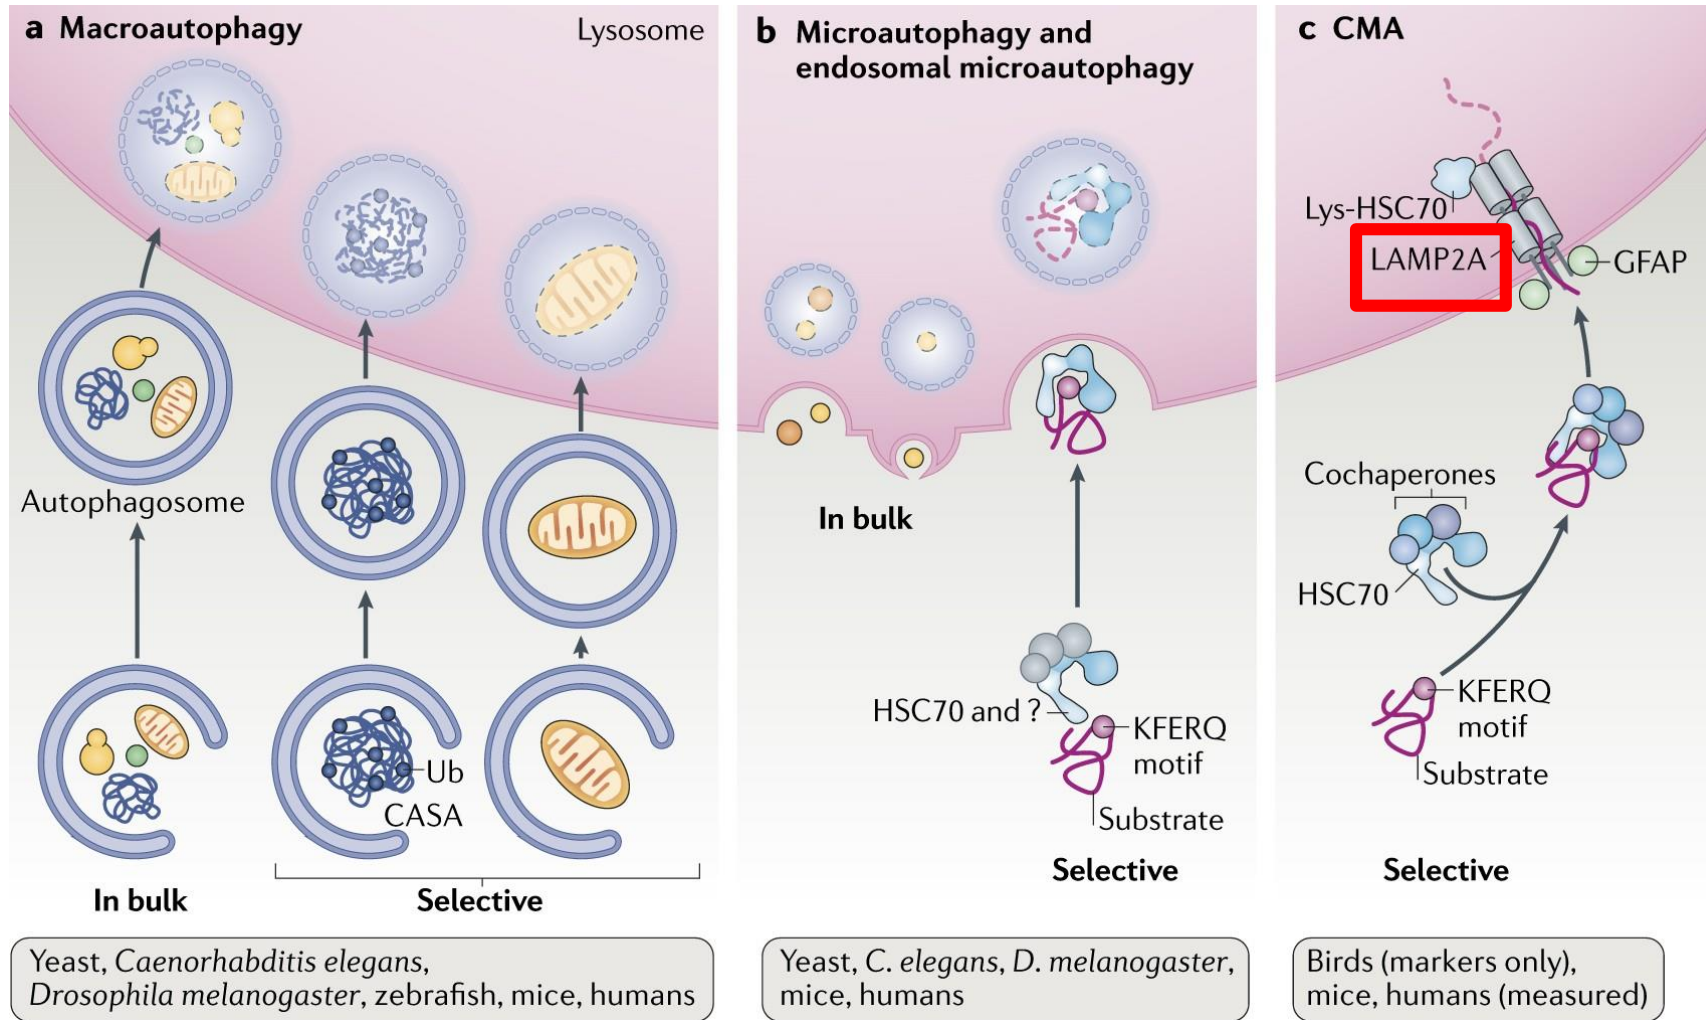 a Macroautophagy
Lysosome
Autophagosome
Ub
CASA
In bulk
Selective
Yeast, Caenorhabditis elegans,
Drosophila melanogaster, zebrafish, mice, humans
b Microautophagy and
endosomal microautophagy
In bulk
HSC70 and ?
KFERQ
motif
Substrate
Selective
Yeast, C. elegans, D. melanogaster,
mice, humans
c CMA
Lys-HSC70
LAMP2A
GFAP
Cochaperones
HSC70
KFERQ
motif
Substrate
Selective
Birds (markers only),
mice, humans (measured)